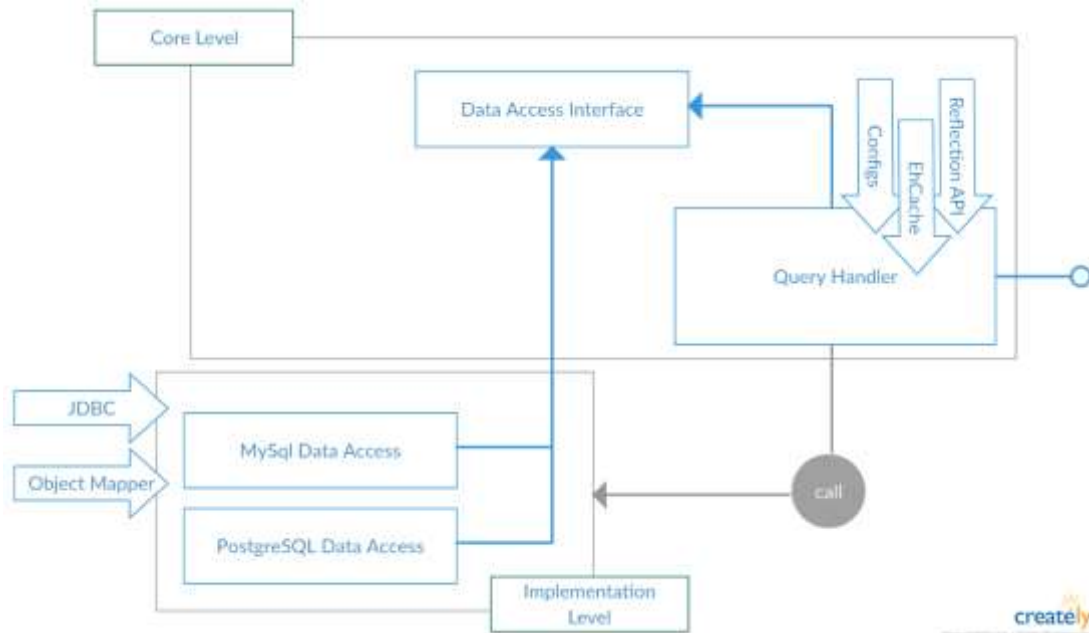 Core Level
Data Access Interface
Configs
EhCache
Reflection API
Query Handler
JDBC
MySql Data Access
Object Mapper
call
PostgreSQL Data Access
Implementation
Level
creately